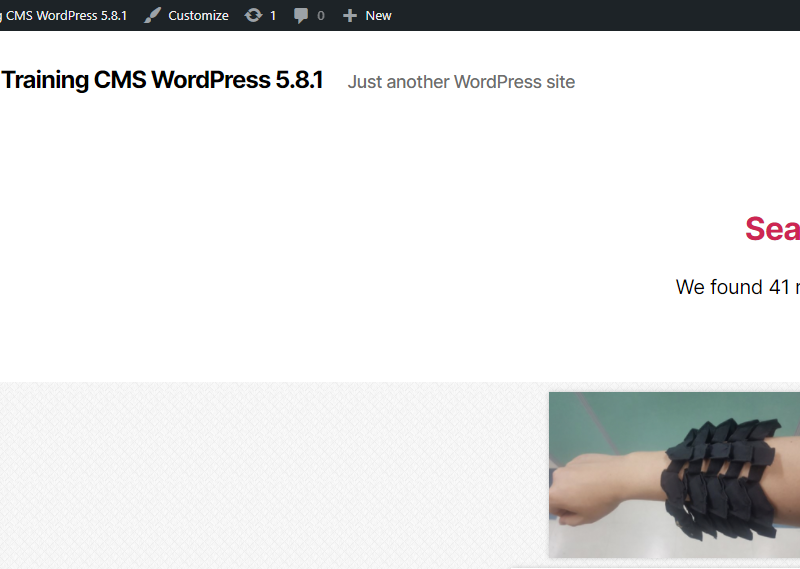 CMS WordPress 5.8.1 Customize 1 0 New
Training CMS WordPress 5.8.1 Just another WordPress site
We found 41